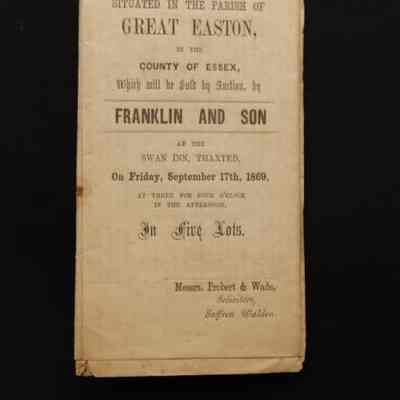 SITUATED IN THE PARISH OF
GREAT EASTON,
IN THE
COUNTY OF ESSEX,
Which will be Sold by Auction, by
FRANKLIN AND SON
AT THE
SWAN INN, THAXTED,
On Friday, September 17th, 1869,
AT THREE FOR FOUR O'CLOCK
IN THE AFTERNOON,
In Five Lots.
Messrs. Probert & Wade,
Solicitors,
Saffron Walden